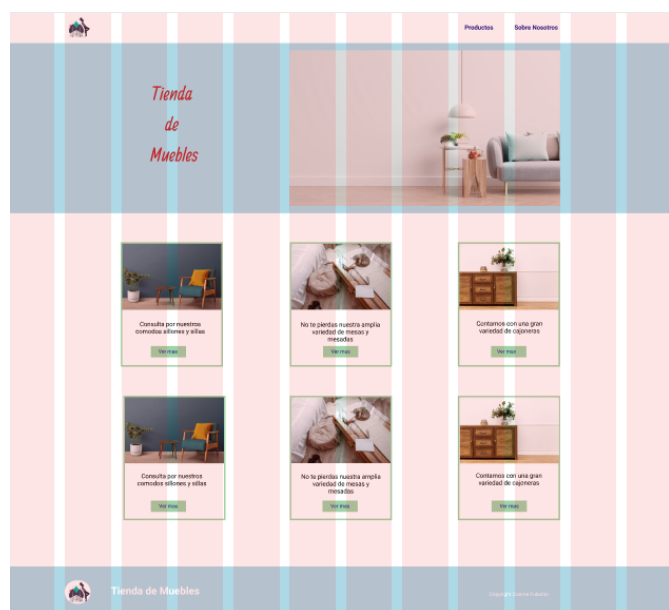 Productos
Sobre Nosotros
Tienda
de
Muebles
Consulta por nuestros
comodos sillones y sillas
Ver mas
No te pierdas nuestra amplia
variedad de mesas y
mesadas
Ver mas
Contamos con una gran
variedad de cajoneras
Ver mas
Consulta por nuestros
comodos sillones y sillas
Ver mas
No te pierdas nuestra amplia
variedad de mesas y
mesadas
Ver mas
Contamos con una gran
variedad de cajoneras
Ver mas
Tienda de Muebles
Copyright